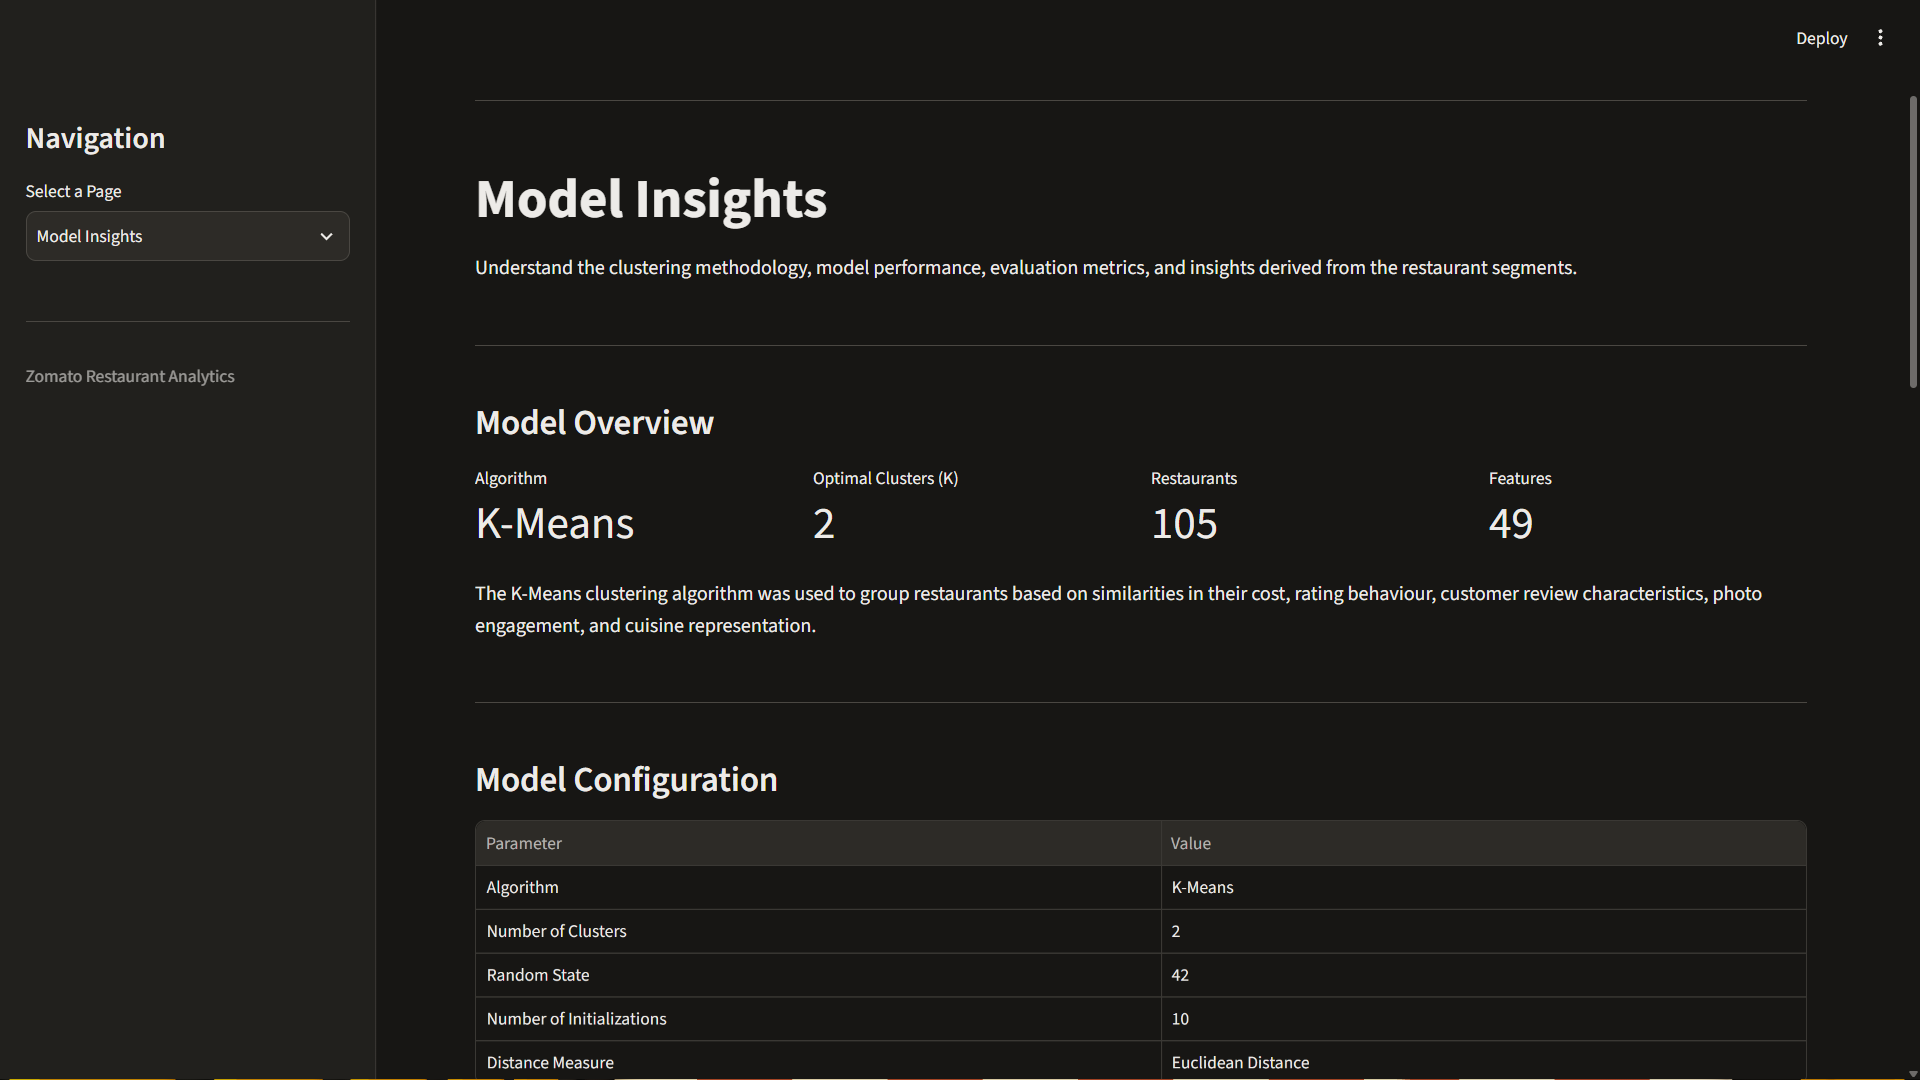 Deploy
Navigation
Select a Page
Model Insights
Zomato Restaurant Analytics
Model Insights
Understand the clustering methodology, model performance, evaluation metrics, and insights derived from the restaurant segments.
Model Overview
Algorithm
K-Means
Optimal Clusters (K)
2
Restaurants
105
Features
49
The K-Means clustering algorithm was used to group restaurants based on similarities in their cost, rating behaviour, customer review characteristics, photo
engagement, and cuisine representation.
Model Configuration
Parameter Value
Algorithm K-Means
Number of Clusters 2
Random State 42
Number of Initializations 10
Distance Measure Euclidean Distance